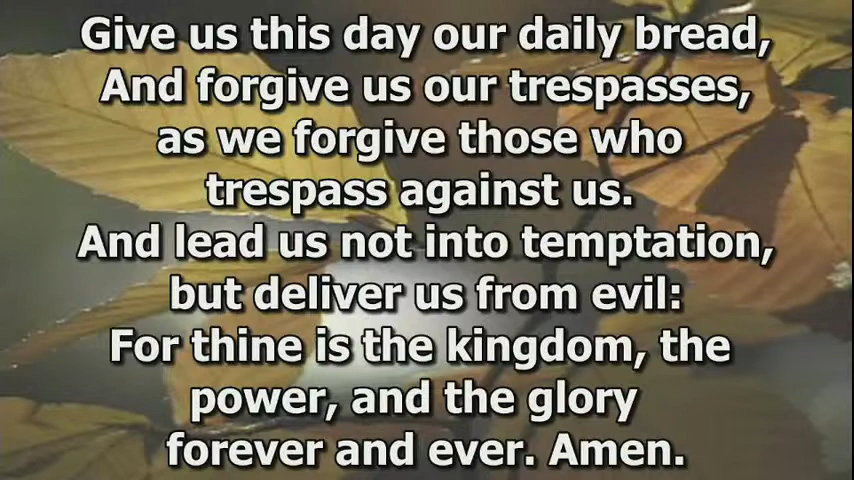 Give us this day our daily bread,
And forgive us our trespasses,
as we forgive those who
trespass against us.
And lead us not into temptation,
but deliver us from evil:
For thine is the kingdom, the
power, and the glory
forever and ever. Amen.